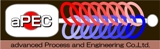 aPEC
advanced Process and Engineering Co.,Ltd.